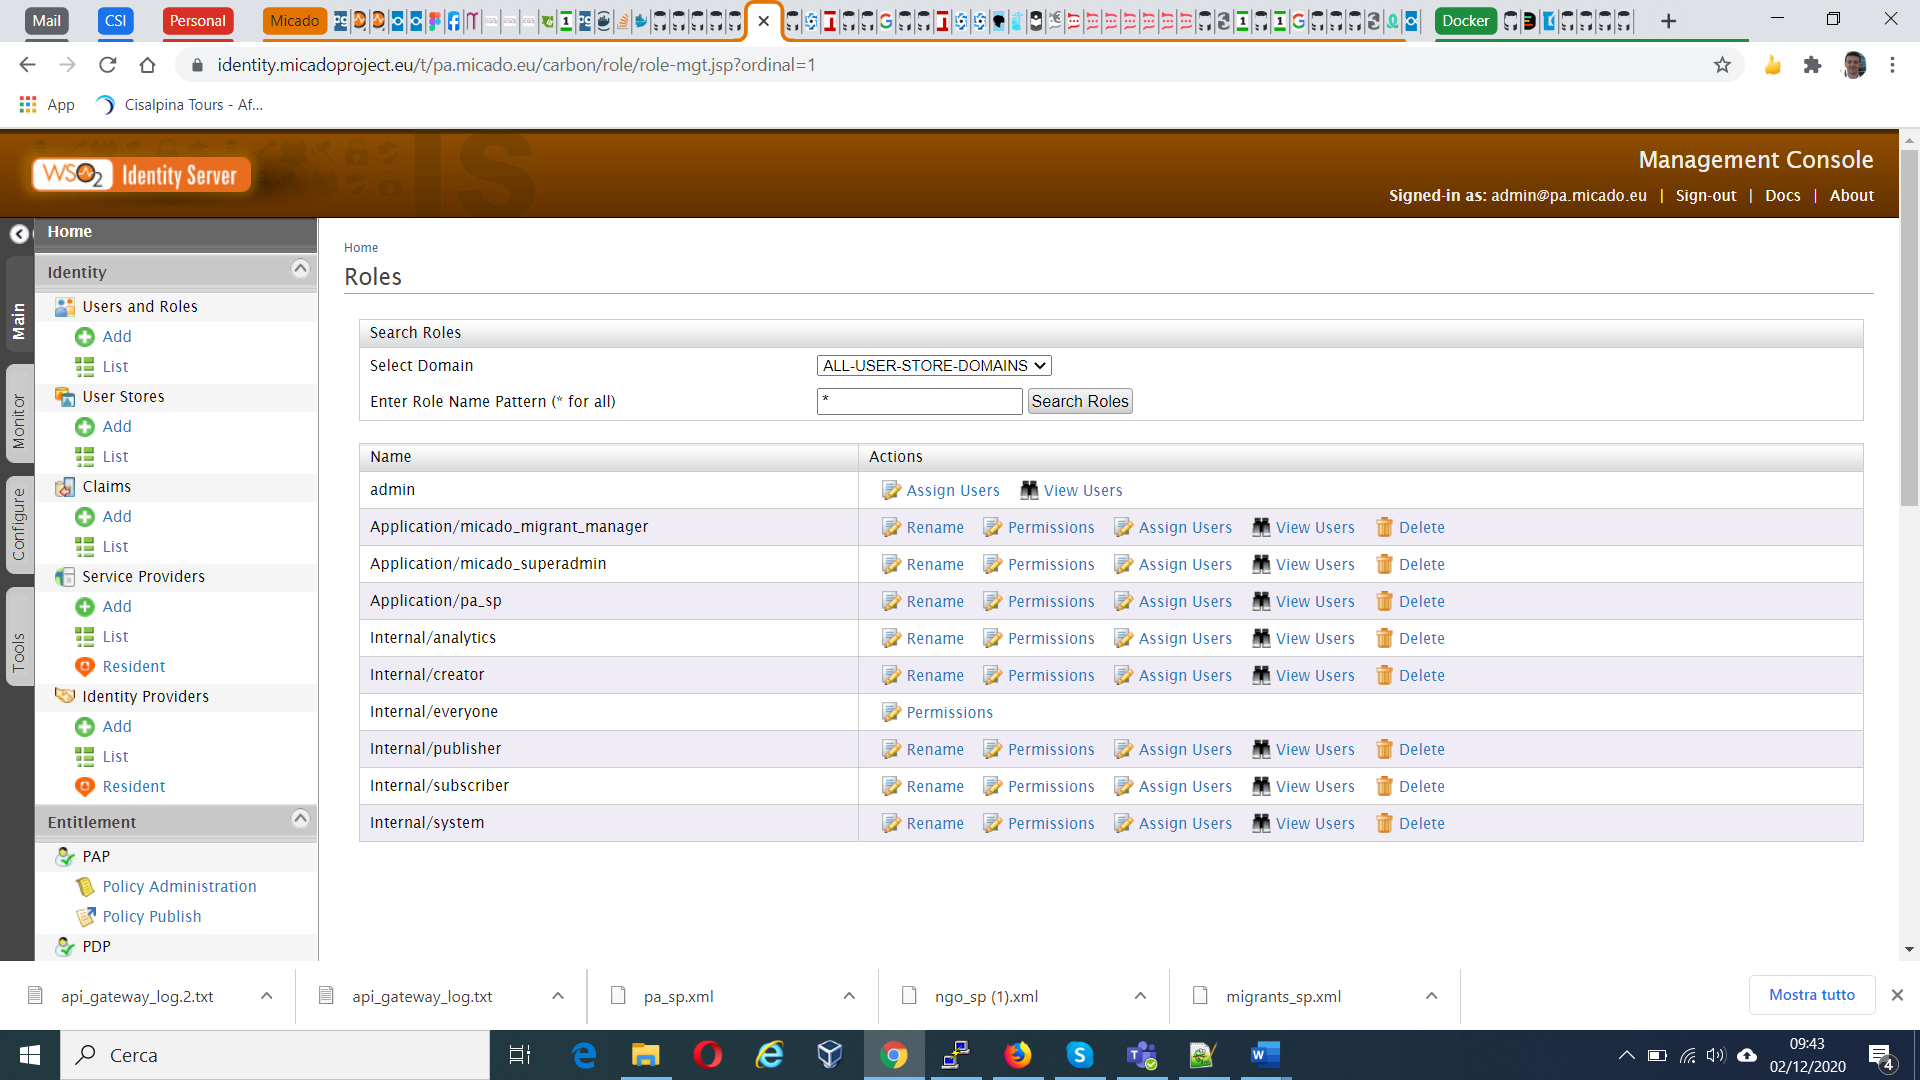 Mail
CSI
Personal
Micado
Docker
identity.micadoproject.eu/t/pa.micado.eu/carbon/role/role-mgt.jsp?ordinal=1
App
Cisalpina Tours - Af...
WSO2 Identity Server
Management Console
Signed-in as: admin@pa.micado.eu | Sign-out | Docs | About
Main
Monitor
Configure
Tools
Home
Identity
Users and Roles
Add
List
User Stores
Add
List
Claims
Add
List
Service Providers
Add
List
Resident
Identity Providers
Add
List
Resident
Entitlement
PAP
Policy Administration
Policy Publish
PDP
Home
Roles
Search Roles
Select Domain ALL-USER-STORE-DOMAINS
Enter Role Name Pattern (* for all) * Search Roles
Name Actions
admin Assign Users View Users
Application/micado_migrant_manager Rename Permissions Assign Users View Users Delete
Application/micado_superadmin Rename Permissions Assign Users View Users Delete
Application/pa_sp Rename Permissions Assign Users View Users Delete
Internal/analytics Rename Permissions Assign Users View Users Delete
Internal/creator Rename Permissions Assign Users View Users Delete
Internal/everyone Permissions
Internal/publisher Rename Permissions Assign Users View Users Delete
Internal/subscriber Rename Permissions Assign Users View Users Delete
Internal/system Rename Permissions Assign Users View Users Delete
api_gateway_log.2.txt
api_gateway_log.txt
pa_sp.xml
ngo_sp (1).xml
migrants_sp.xml
Mostra tutto
Cerca
09:43
02/12/2020
4